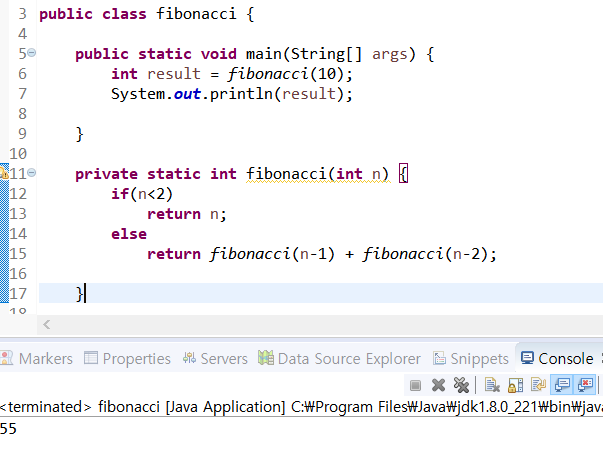 3 public class fibonacci {
4
5 public static void main(String[] args) {
6 int result = fibonacci(10);
7 System.out.println(result);
8
9 }
10
11 private static int fibonacci(int n) {
12 if(n<2)
13 return n;
14 else
15 return fibonacci(n-1) + fibonacci(n-2);
16
17 }
18
Markers Properties Servers Data Source Explorer Snippets Console
<terminated> fibonacci [Java Application] C:₩Program Files₩Java₩jdk1.8.0_221₩bin₩java
55